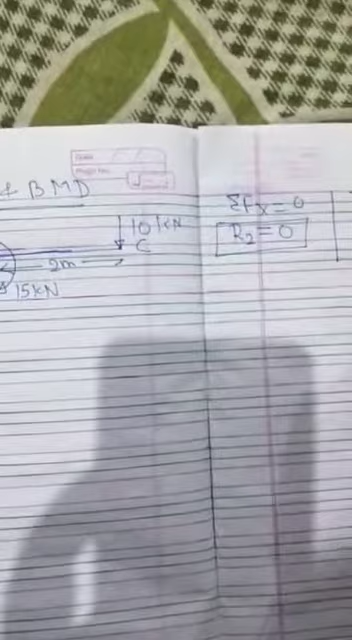 & BMD
10 kN
C
2m
15kN
ΣFx=0
R2=0